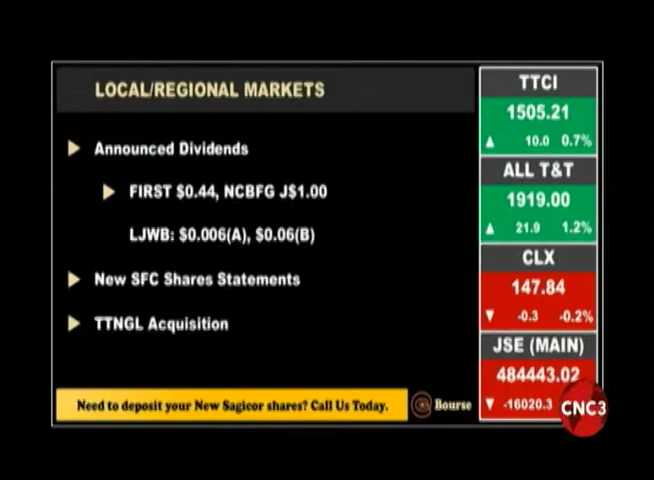 LOCAL/REGIONAL MARKETS
Announced Dividends
FIRST $0.44, NCBFG J$1.00
LJWB: $0.006(A), $0.06(B)
New SFC Shares Statements
TTNGL Acquisition
Need to deposit your New Sagicor shares? Call Us Today.
Bourse
TTCI
1505.21
▲ 10.0 0.7%
ALL T&T
1919.00
▲ 21.9 1.2%
CLX
147.84
▼ -0.3 -0.2%
JSE (MAIN)
484443.02
▼ -16020.3
CNC3